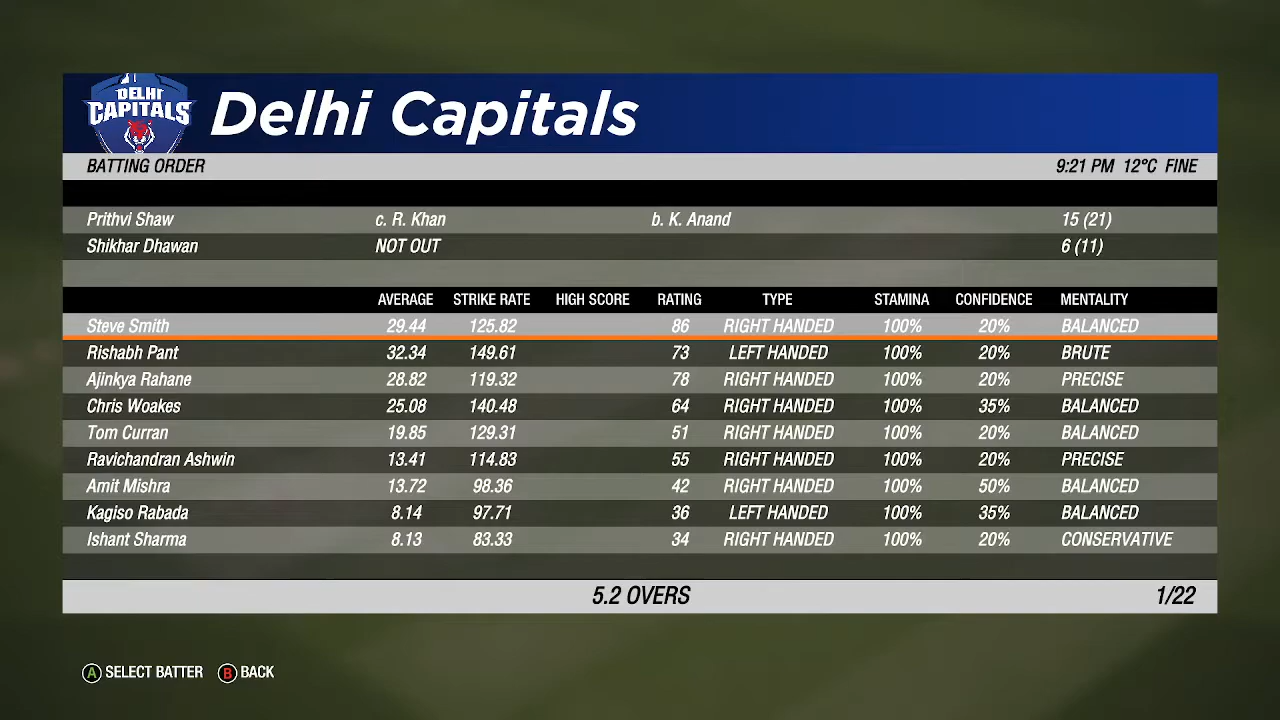 DELHI
CAPITALS
Delhi Capitals
BATTING ORDER 9:21 PM 12°C FINE
Prithvi Shaw c. R. Khan b. K. Anand 15 (21)
Shikhar Dhawan NOT OUT 6 (11)
AVERAGE STRIKE RATE HIGH SCORE RATING TYPE STAMINA CONFIDENCE MENTALITY
Steve Smith 29.44 125.82 86 RIGHT HANDED 100% 20% BALANCED
Rishabh Pant 32.34 149.61 73 LEFT HANDED 100% 20% BRUTE
Ajinkya Rahane 28.82 119.32 78 RIGHT HANDED 100% 20% PRECISE
Chris Woakes 25.08 140.48 64 RIGHT HANDED 100% 35% BALANCED
Tom Curran 19.85 129.31 51 RIGHT HANDED 100% 20% BALANCED
Ravichandran Ashwin 13.41 114.83 55 RIGHT HANDED 100% 20% PRECISE
Amit Mishra 13.72 98.36 42 RIGHT HANDED 100% 50% BALANCED
Kagiso Rabada 8.14 97.71 36 LEFT HANDED 100% 35% BALANCED
Ishant Sharma 8.13 83.33 34 RIGHT HANDED 100% 20% CONSERVATIVE
5.2 OVERS 1/22
A SELECT BATTER B BACK